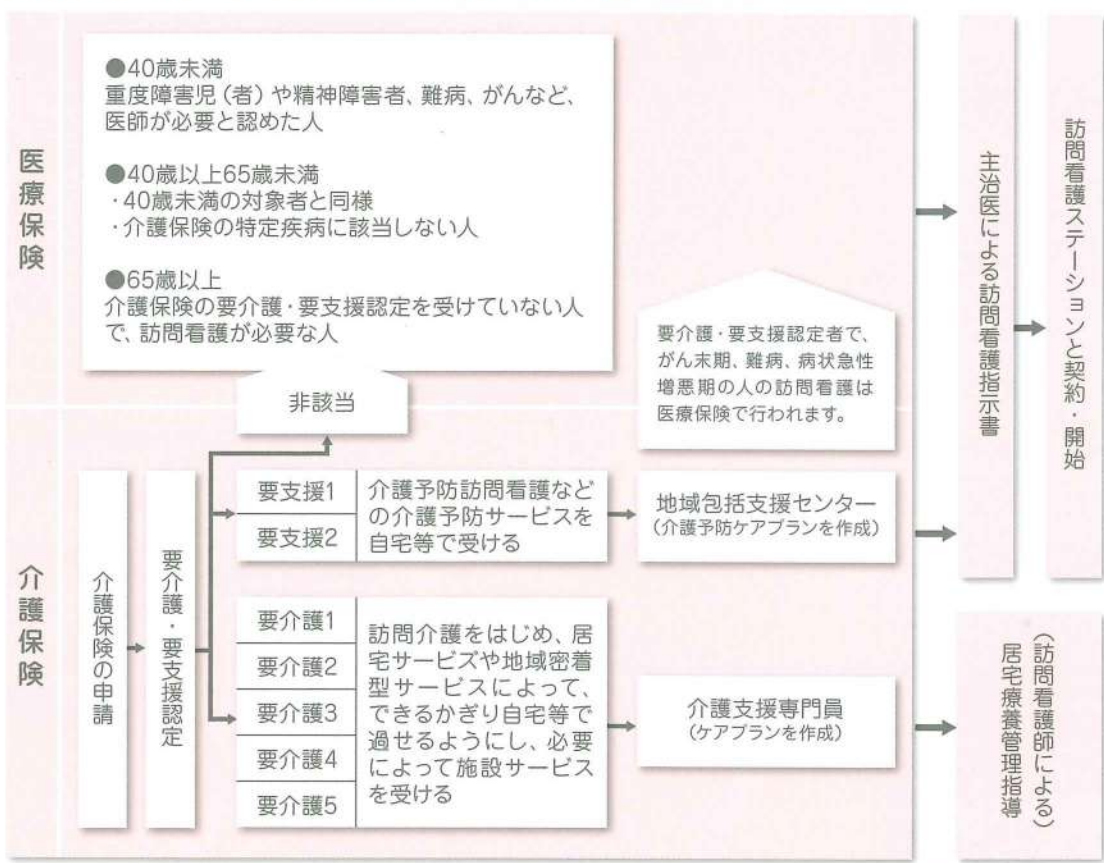 医療保険
●40歳未満
重度障害児(者)や精神障害者、難病、がんなど、
医師が必要と認めた人
●40歳以上65歳未満
・40歳未満の対象者と同様
・介護保険の特定疾病に該当しない人
●65歳以上
介護保険の要介護・要支援認定を受けていない人
で、訪問看護が必要な人
非該当
要介護・要支援認定者で、
がん末期、難病、病状急性
増悪期の人の訪問看護は
医療保険で行われます。
介護保険
介護保険の申請
要介護・要支援認定
要支援1
要支援2
介護予防訪問看護など
の介護予防サービスを
自宅等で受ける
地域包括支援センター
(介護予防ケアプランを作成)
要介護1
要介護2
要介護3
要介護4
要介護5
訪問介護をはじめ、居
宅サービズや地域密着
型サービスによって、
できるかぎり自宅等で
過せるようにし、必要
によって施設サービス
を受ける
介護支援専門員
(ケアプランを作成)
主治医による訪問看護指示書
訪問看護ステーションと契約・開始
(訪問看護師による)
居宅療養管理指導